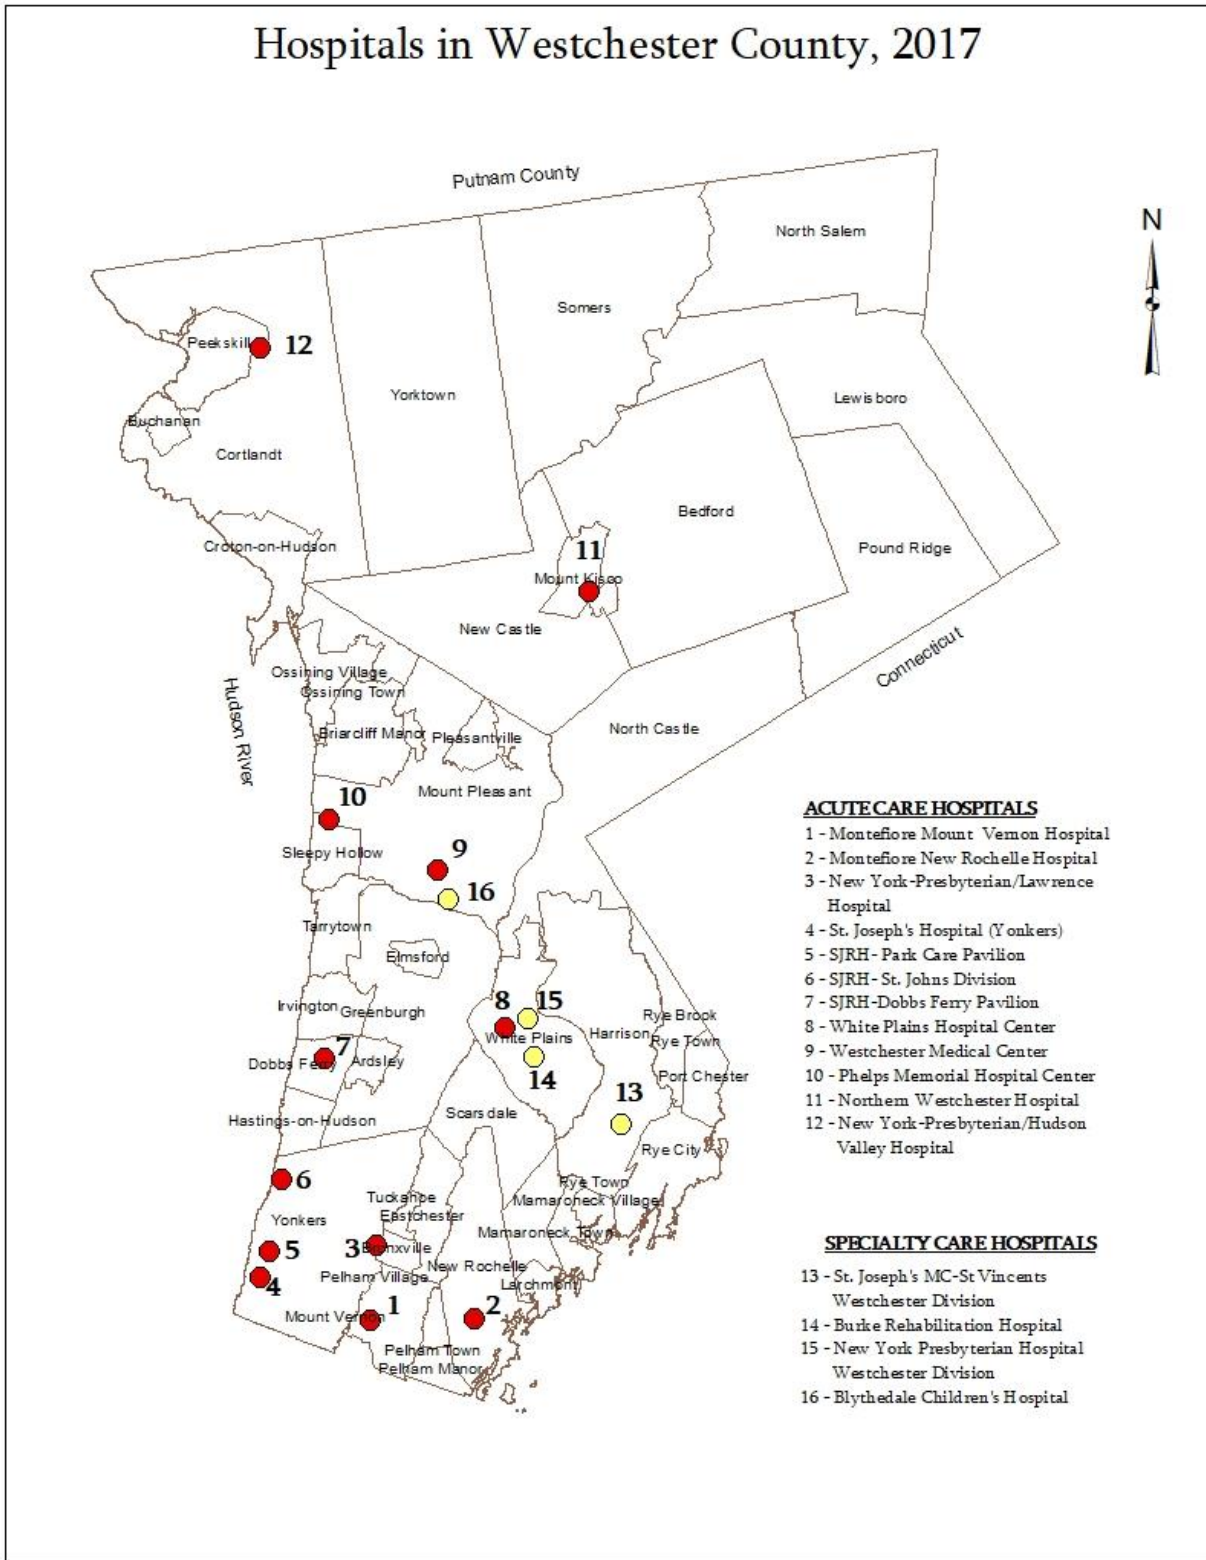 Hospitals in Westchester County, 2017
Putnam County
N
North Salem
Somers
Peekskill
12
Yorktown
Lewisboro
Buchanan
Cortlandt
Bedford
Croton-on-Hudson
Pound Ridge
11
Mount Kisco
New Castle
Connecticut
Ossining Village
Ossining Town
Hudson River
Briarcliff Manor
Pleasantville
North Castle
Mount Pleasant
10
Sleepy Hollow
9
16
Tarrytown
Elmsford
Irvington
Greenburgh
8
15
White Plains
Harrison
Rye Brook
Rye Town
7
Dobbs Ferry
Ardsley
14
Port Chester
13
Hastings-on-Hudson
Scarsdale
Rye City
6
Rye Town
Tuckahoe
Mamaroneck Village
Yonkers
Eastchester
Mamaroneck Town
5
3
Bronxville
4
Pelham Village
New Rochelle
Larchmont
Mount Vernon
1
2
Pelham Town
Pelham Manor
ACUTE CARE HOSPITALS
1 - Montefiore Mount Vernon Hospital
2 - Montefiore New Rochelle Hospital
3 - New York-Presbyterian/Lawrence
Hospital
4 - St. Joseph's Hospital (Yonkers)
5 - SJRH- Park Care Pavilion
6 - SJRH- St. Johns Division
7 - SJRH-Dobbs Ferry Pavilion
8 - White Plains Hospital Center
9 - Westchester Medical Center
10 - Phelps Memorial Hospital Center
11 - Northern Westchester Hospital
12 - New York-Presbyterian/Hudson
Valley Hospital
SPECIALTY CARE HOSPITALS
13 - St. Joseph's MC-St Vincents
Westchester Division
14 - Burke Rehabilitation Hospital
15 - New York Presbyterian Hospital
Westchester Division
16 - Blythedale Children's Hospital